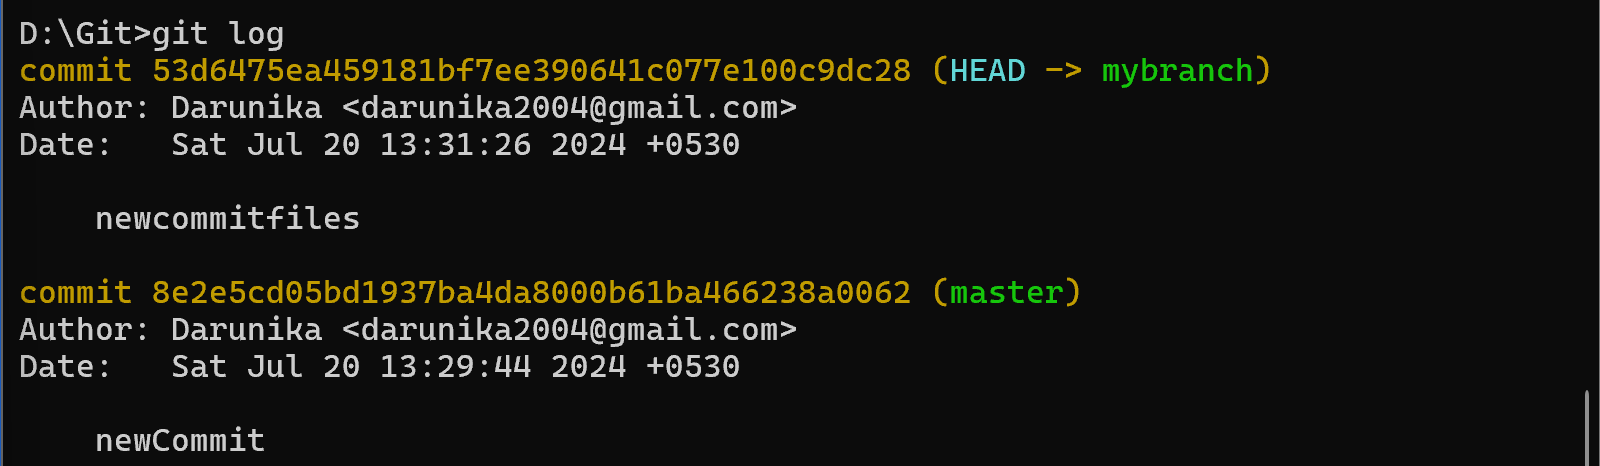 D:\Git>git log
commit 53d6475ea459181bf7ee390641c077e100c9dc28 (HEAD -> mybranch)
Author: Darunika <darunika2004@gmail.com>
Date:   Sat Jul 20 13:31:26 2024 +0530
newcommitfiles
commit 8e2e5cd05bd1937ba4da8000b61ba466238a0062 (master)
Author: Darunika <darunika2004@gmail.com>
Date:   Sat Jul 20 13:29:44 2024 +0530
newCommit